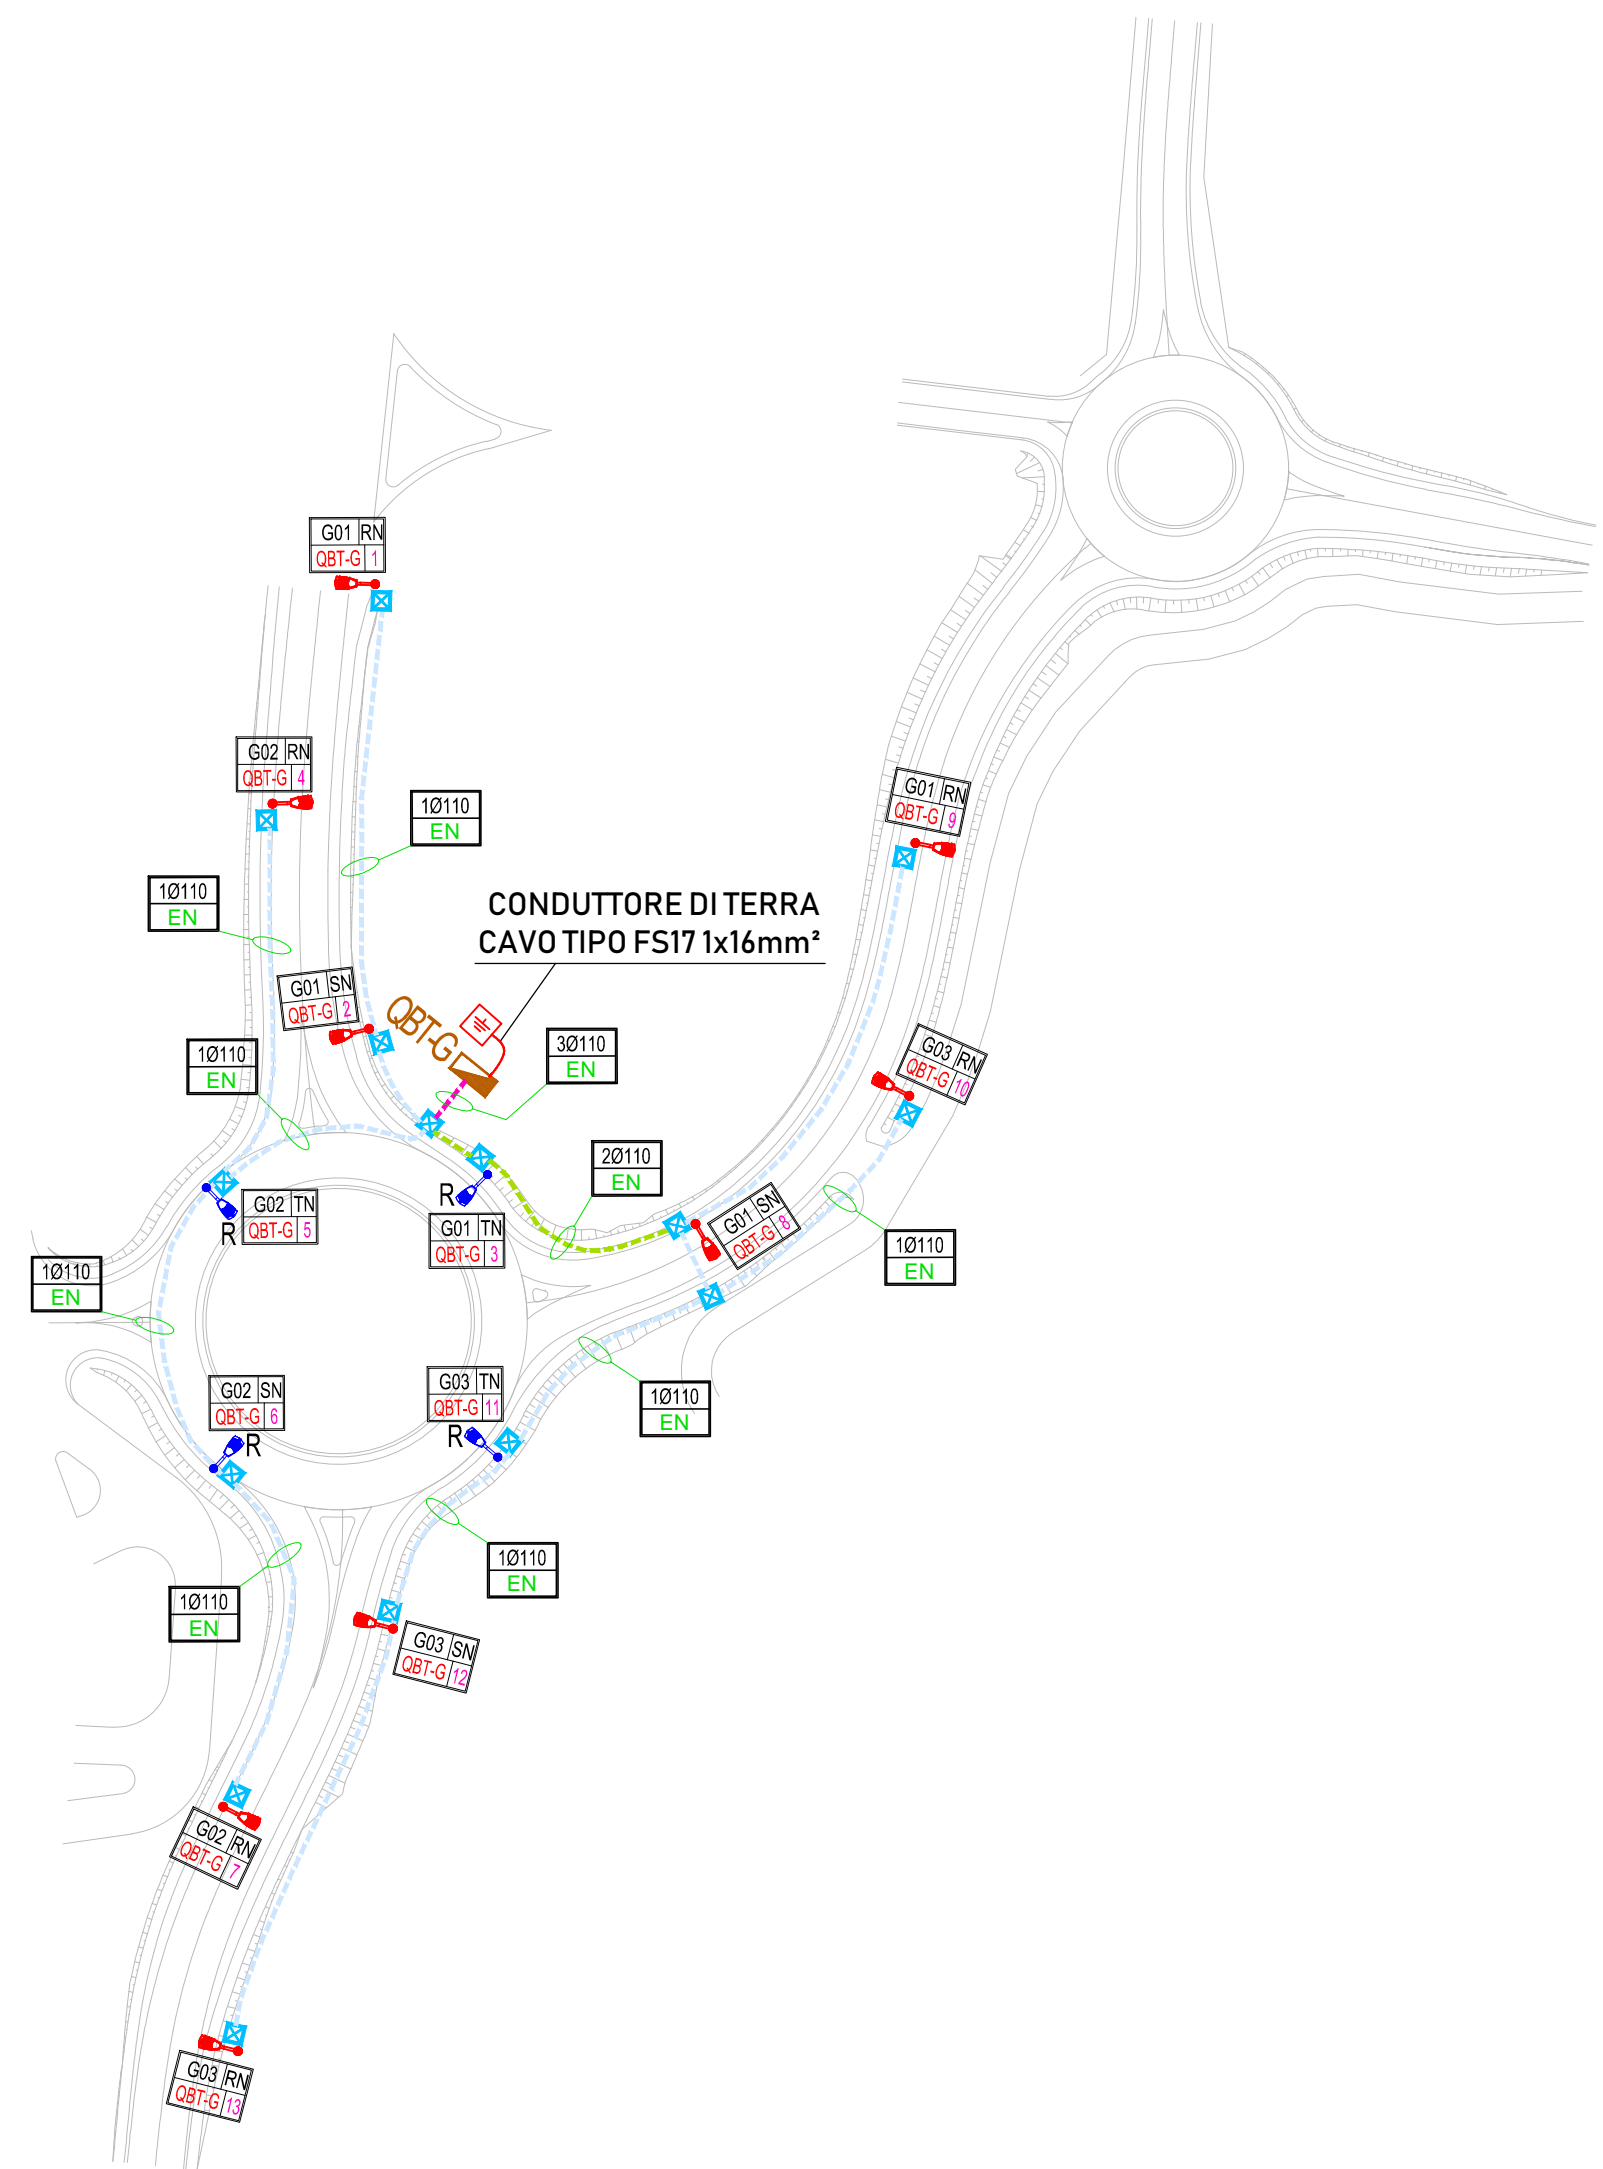 G01 RN
QBT-G 1
G02 RN
QBT-G 4
1Ø110
EN
G01 RN
QBT-G 9
1Ø110
EN
CONDUTTORE DI TERRA
CAVO TIPO FS17 1x16mm²
G01 SN
QBT-G 2
QBT-G
1Ø110
EN
3Ø110
EN
G03 RN
QBT-G 10
2Ø110
EN
R
G02 TN
QBT-G 5
R
G01 TN
QBT-G 3
G01 SN
QBT-G 8
1Ø110
EN
1Ø110
EN
G02 SN
QBT-G 6
R
G03 TN
QBT-G 11
R
1Ø110
EN
1Ø110
EN
1Ø110
EN
G03 SN
QBT-G 12
G02 RN
QBT-G 7
G03 RN
QBT-G 13